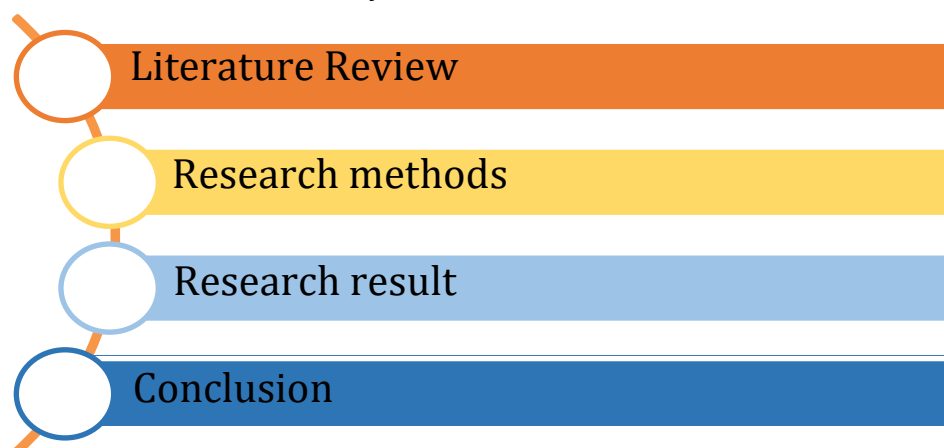 Literature Review
Research methods
Research result
Conclusion